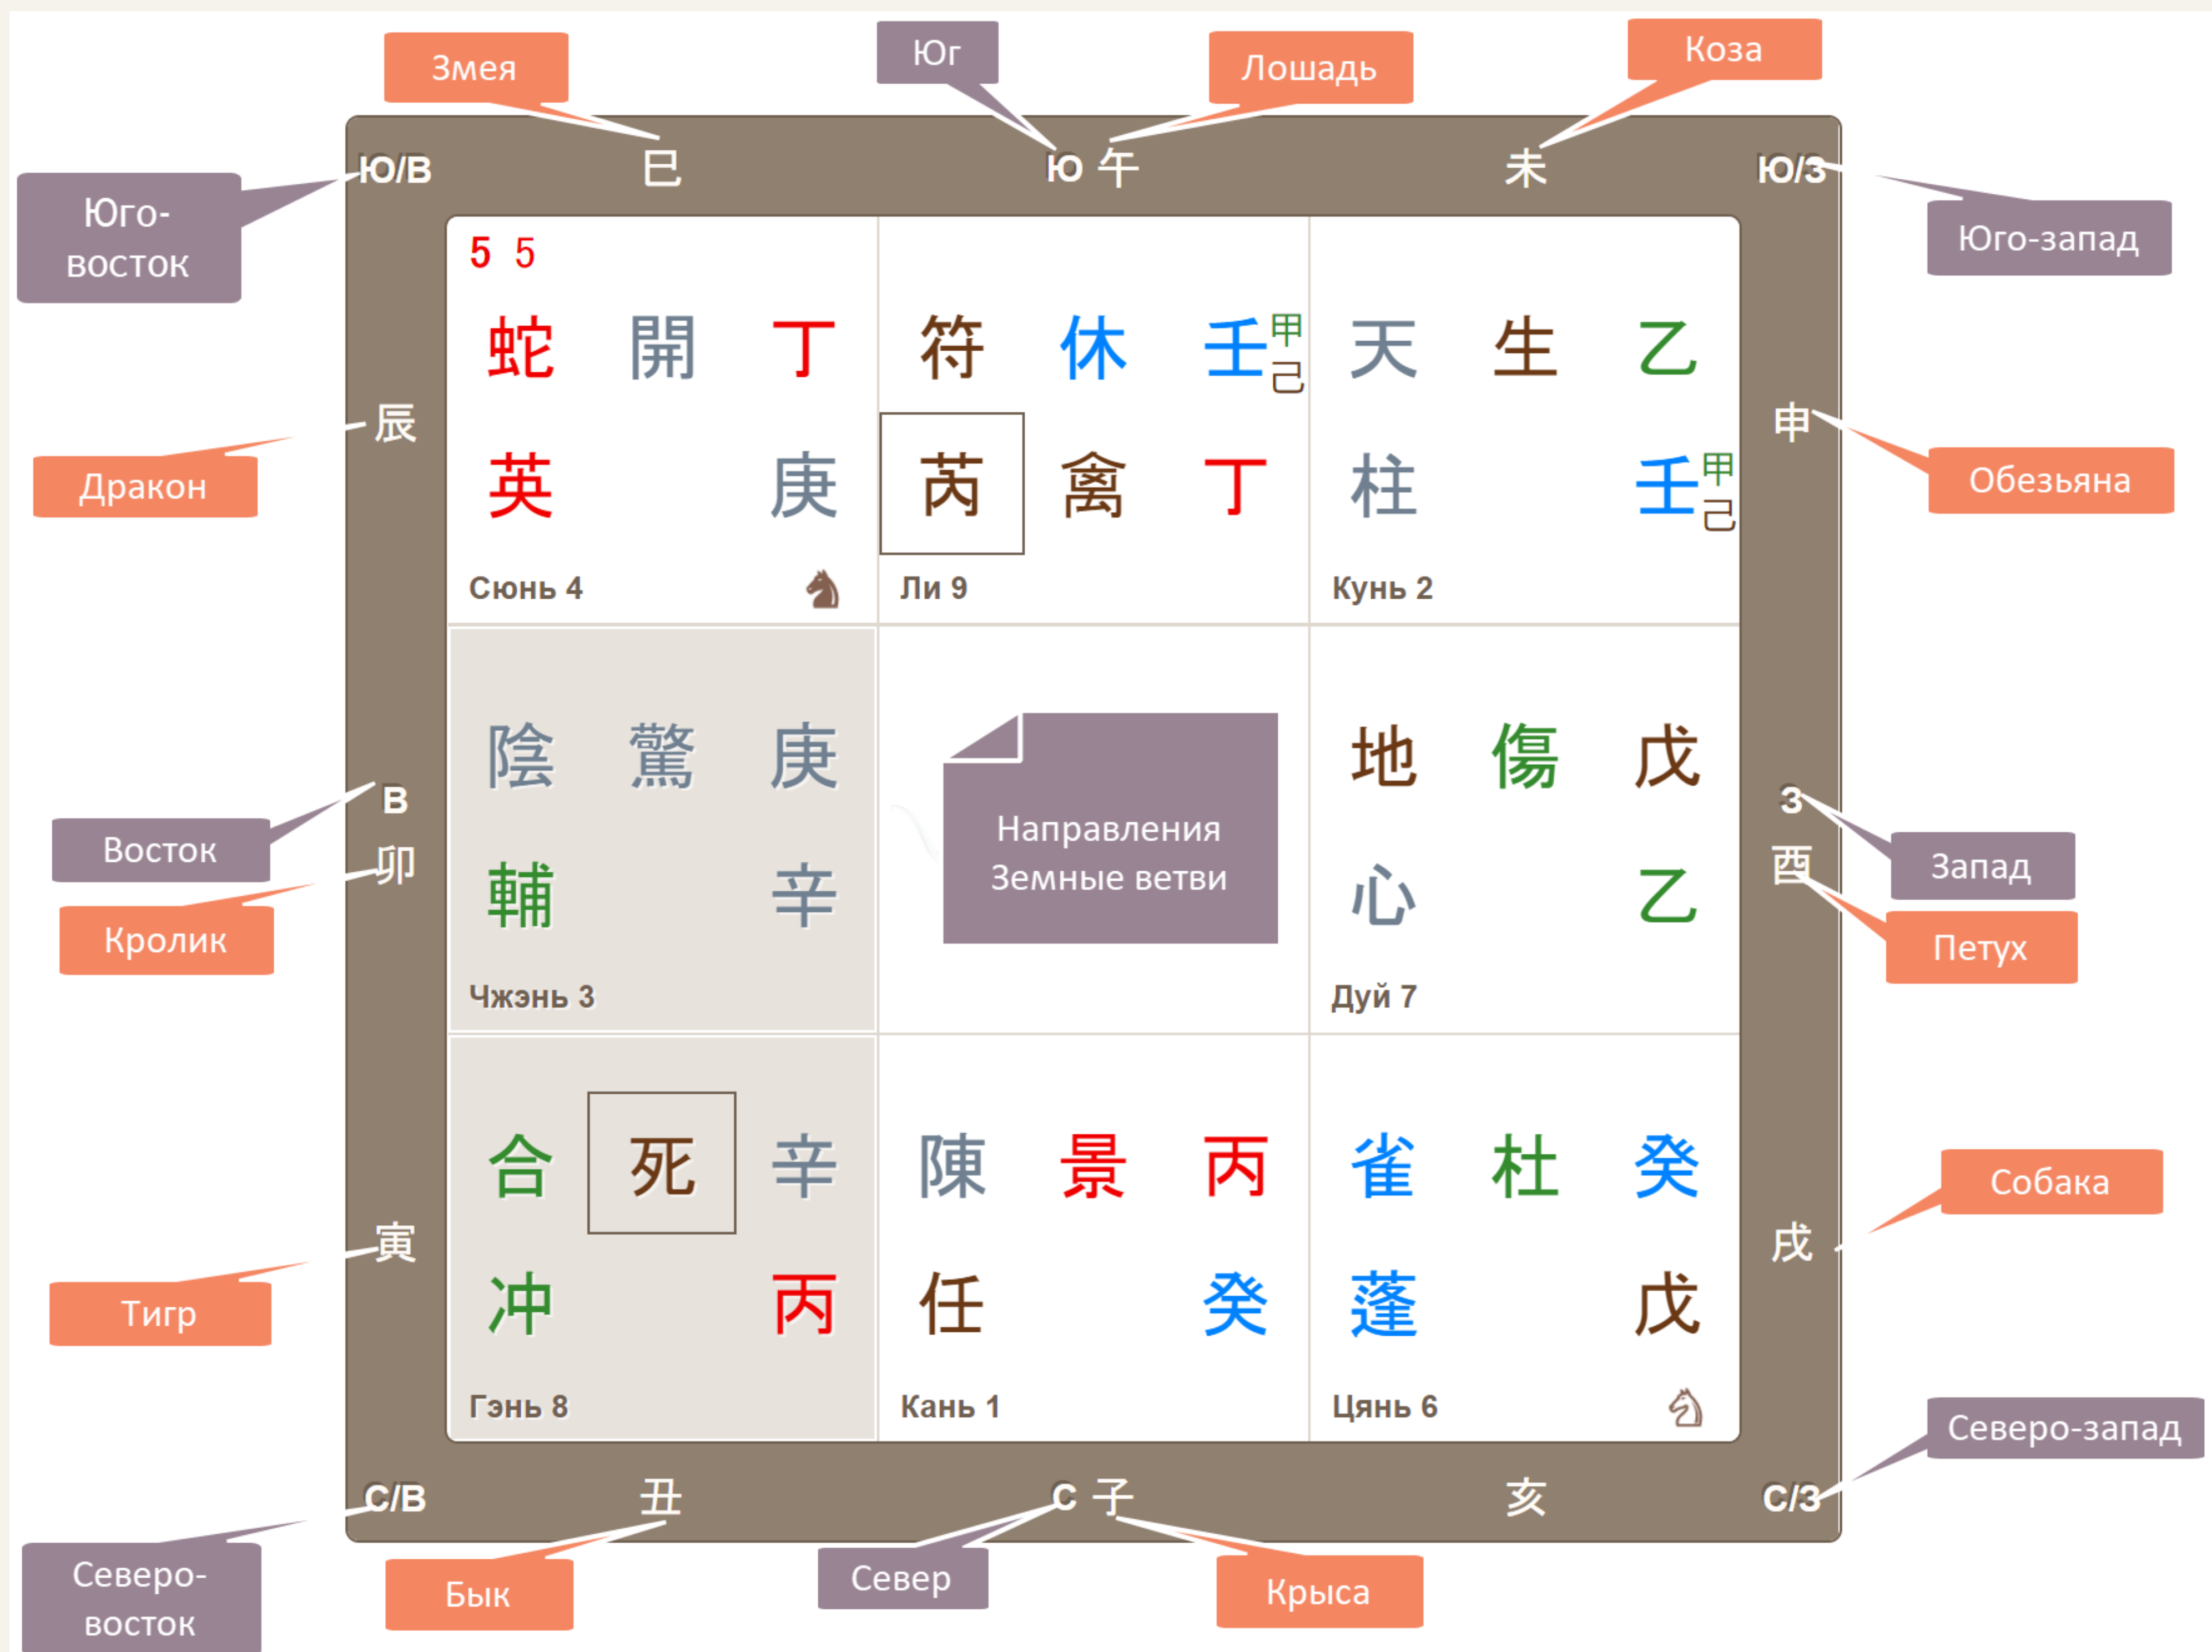 Змея
Юг
Лошадь
Коза
Ю/В
巳
Ю 午
未
Ю/З
Юго-
восток
Юго-запад
5 5
蛇 開 丁
符 休 壬 甲
己
天 生 乙
辰
申
Дракон
Обезьяна
英 庚
芮 禽 丁
柱 壬 甲
己
Сюнь 4
Ли 9
Кунь 2
陰 驚 庚
地 傷 戊
В
卯
З
酉
Восток
Запад
Направления
Земные ветви
輔 辛
心 乙
Кролик
Петух
Чжэнь 3
Дуй 7
合 死 辛
陳 景 丙
雀 杜 癸
Собака
寅
戌
Тигр
冲 丙
任 癸
蓬 戊
Гэнь 8
Кань 1
Цянь 6
Северо-запад
С/В
丑
С 子
亥
С/З
Северо-
восток
Бык
Север
Крыса